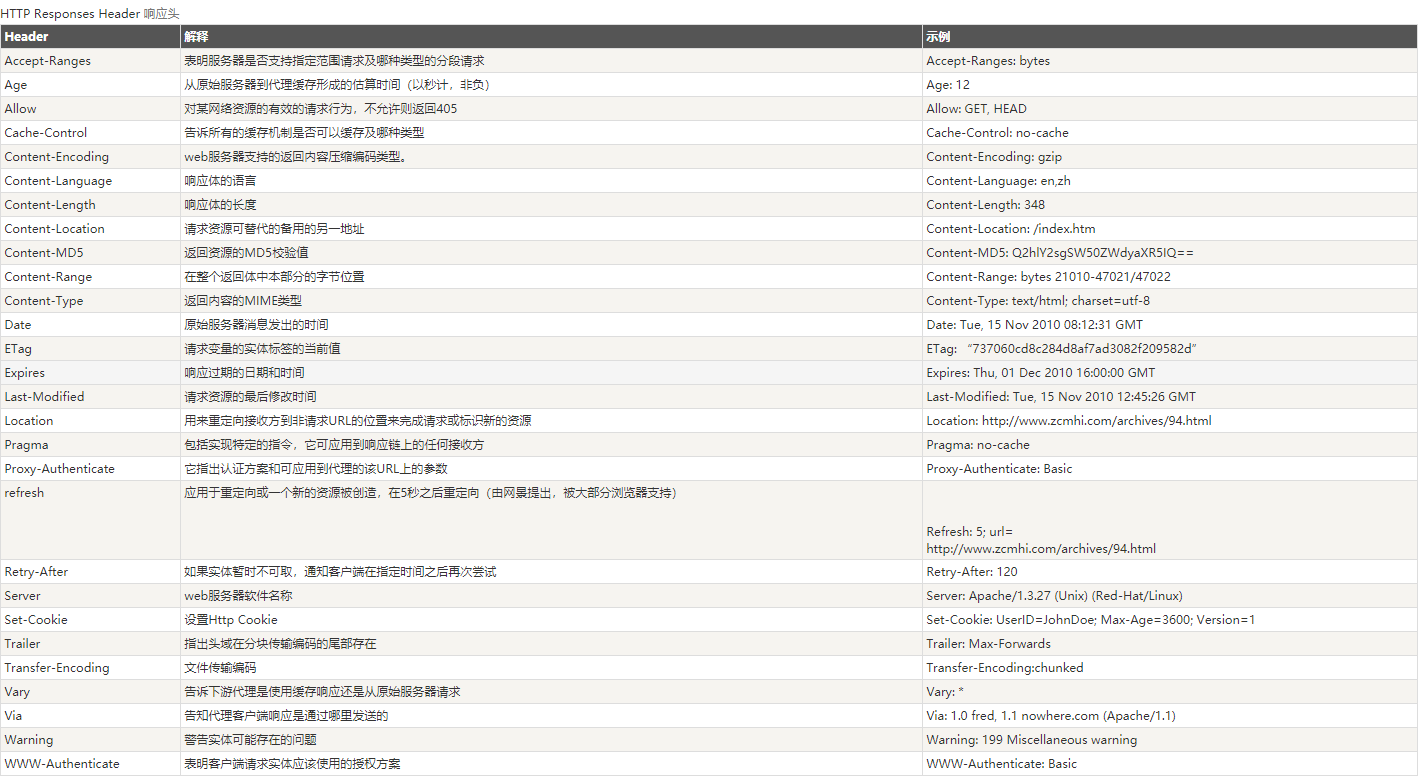 HTTP Responses Header 响应头
Header 解释 示例
Accept-Ranges 表明服务器是否支持指定范围请求及哪种类型的分段请求 Accept-Ranges: bytes
Age 从原始服务器到代理缓存形成的估算时间（以秒计，非负） Age: 12
Allow 对某网络资源的有效的请求行为，不允许则返回405 Allow: GET, HEAD
Cache-Control 告诉所有的缓存机制是否可以缓存及哪种类型 Cache-Control: no-cache
Content-Encoding web服务器支持的返回内容压缩编码类型。 Content-Encoding: gzip
Content-Language 响应体的语言 Content-Language: en,zh
Content-Length 响应体的长度 Content-Length: 348
Content-Location 请求资源可替代的备用的另一地址 Content-Location: /index.htm
Content-MD5 返回资源的MD5校验值 Content-MD5: Q2hlY2sgSW50ZWdyaXR5IQ==
Content-Range 在整个返回体中本部分的字节位置 Content-Range: bytes 21010-47021/47022
Content-Type 返回内容的MIME类型 Content-Type: text/html; charset=utf-8
Date 原始服务器消息发出的时间 Date: Tue, 15 Nov 2010 08:12:31 GMT
ETag 请求变量的实体标签的当前值 ETag: “737060cd8c284d8af7ad3082f209582d”
Expires 响应过期的日期和时间 Expires: Thu, 01 Dec 2010 16:00:00 GMT
Last-Modified 请求资源的最后修改时间 Last-Modified: Tue, 15 Nov 2010 12:45:26 GMT
Location 用来重定向接收方到非请求URL的位置来完成请求或标识新的资源 Location: http://www.zcmhi.com/archives/94.html
Pragma 包括实现特定的指令，它可应用到响应链上的任何接收方 Pragma: no-cache
Proxy-Authenticate 它指出认证方案和可应用到代理的该URL上的参数 Proxy-Authenticate: Basic
refresh 应用于重定向或一个新的资源被创造，在5秒之后重定向（由网景提出，被大部分浏览器支持）
Refresh: 5; url=
http://www.zcmhi.com/archives/94.html
Retry-After 如果实体暂时不可取，通知客户端在指定时间之后再次尝试 Retry-After: 120
Server web服务器软件名称 Server: Apache/1.3.27 (Unix) (Red-Hat/Linux)
Set-Cookie 设置Http Cookie Set-Cookie: UserID=JohnDoe; Max-Age=3600; Version=1
Trailer 指出头域在分块传输编码的尾部存在 Trailer: Max-Forwards
Transfer-Encoding 文件传输编码 Transfer-Encoding:chunked
Vary 告诉下游代理是使用缓存响应还是从原始服务器请求 Vary: *
Via 告知代理客户端响应是通过哪里发送的 Via: 1.0 fred, 1.1 nowhere.com (Apache/1.1)
Warning 警告实体可能存在的问题 Warning: 199 Miscellaneous warning
WWW-Authenticate 表明客户端请求实体应该使用的授权方案 WWW-Authenticate: Basic